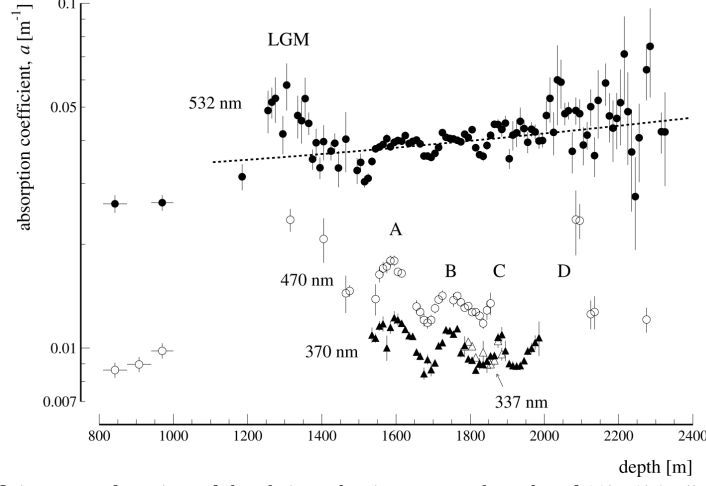 0.1
absorption coefficient, a [m-1]
LGM
532 nm
0.05
A
470 nm
B
C
D
370 nm
0.01
337 nm
0.007
800 1000 1200 1400 1600 1800 2000 2200 2400
depth [m]